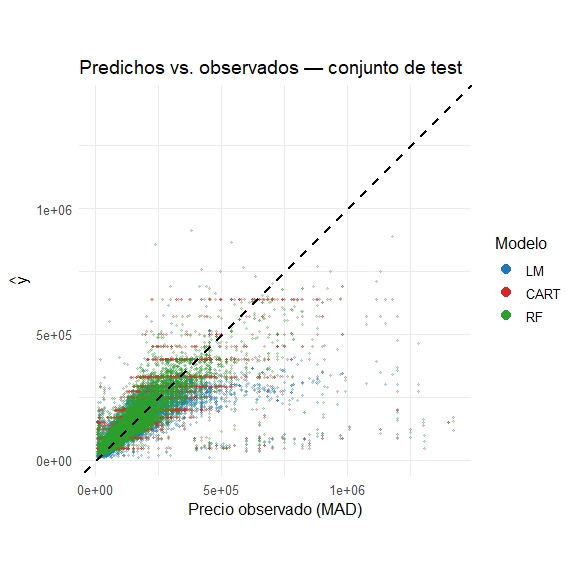 Predichos vs. observados — conjunto de test
1e+06
5e+05
0e+00
ŷ
0e+00 5e+05 1e+06
Precio observado (MAD)
Modelo
LM
CART
RF